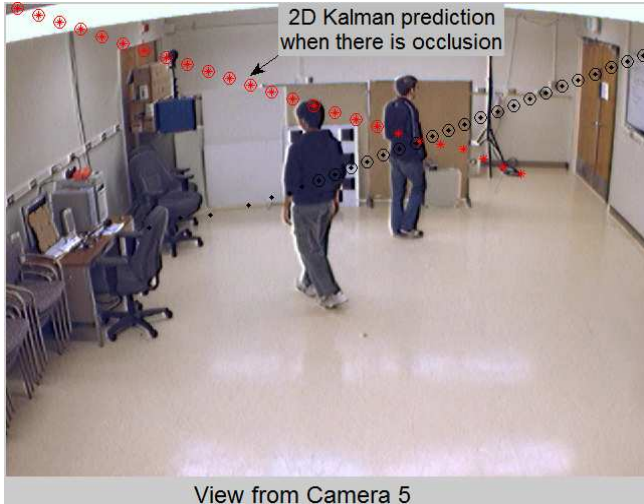 2D Kalman prediction
when there is occlusion
View from Camera 5